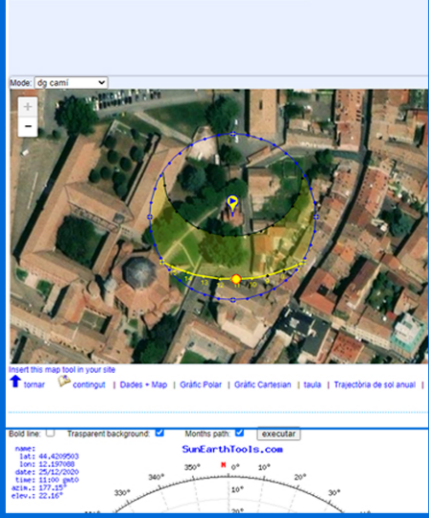 Mode: dg camí
+
−
Insert this map tool in your site
tornar contingut | Dades + Map | Gràfic Polar | Gràfic Cartesian | taula | Trajectòria de sol anual |
Bold line: Trasparent background: Months path: executar
name:
lat: 44.4209503
lon: 12.197088
date: 25/12/2020
time: 11:00 gmt0
azim.: 177.15°
elev.: 22.16°
SunEarthTools.com
N
350° 0° 10°
340° 20°
330° 30°
10°
20°